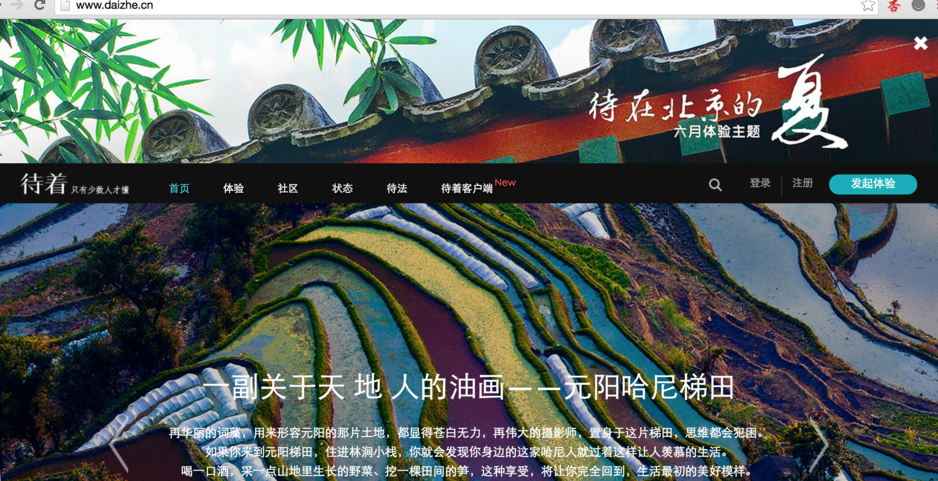 www.daizhe.cn
待在北京的夏
六月体验主题
待着 只有少数人才懂 首页 体验 社区 状态 待法 待着客户端 New 登录 注册 发起体验
一副关于天 地 人的油画——元阳哈尼梯田
再华丽的词藻，用来形容元阳的那片土地，都显得苍白无力，再伟大的摄影师，置身于这片梯田，思维都会犯困。
如果你来到元阳梯田，住进林洞小栈，你就会发现你身边的这家哈尼人就过着这样让人羡慕的生活。
喝一口酒，采一点山地里生长的野菜、挖一棵田间的笋，这种享受，将让你完全回到，生活最初的美好模样。